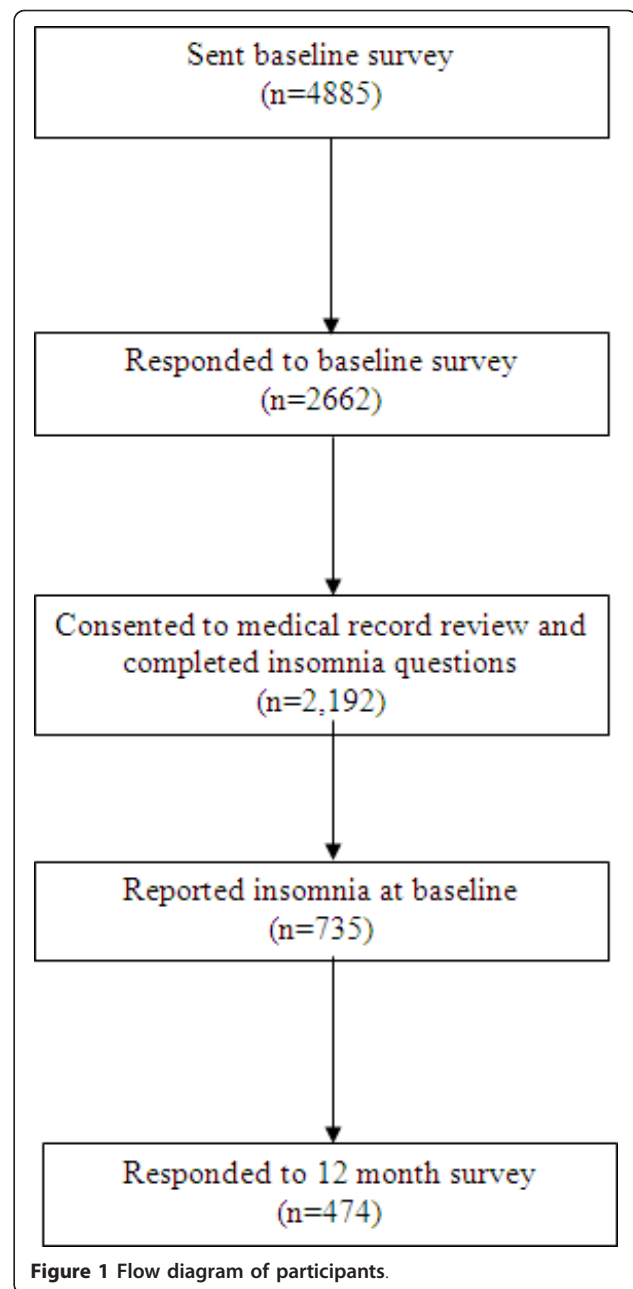 Sent baseline survey
(n=4885)
Responded to baseline survey
(n=2662)
Consented to medical record review and
completed insomnia questions
(n=2,192)
Reported insomnia at baseline
(n=735)
Responded to 12 month survey
(n=474)
Figure 1 Flow diagram of participants.